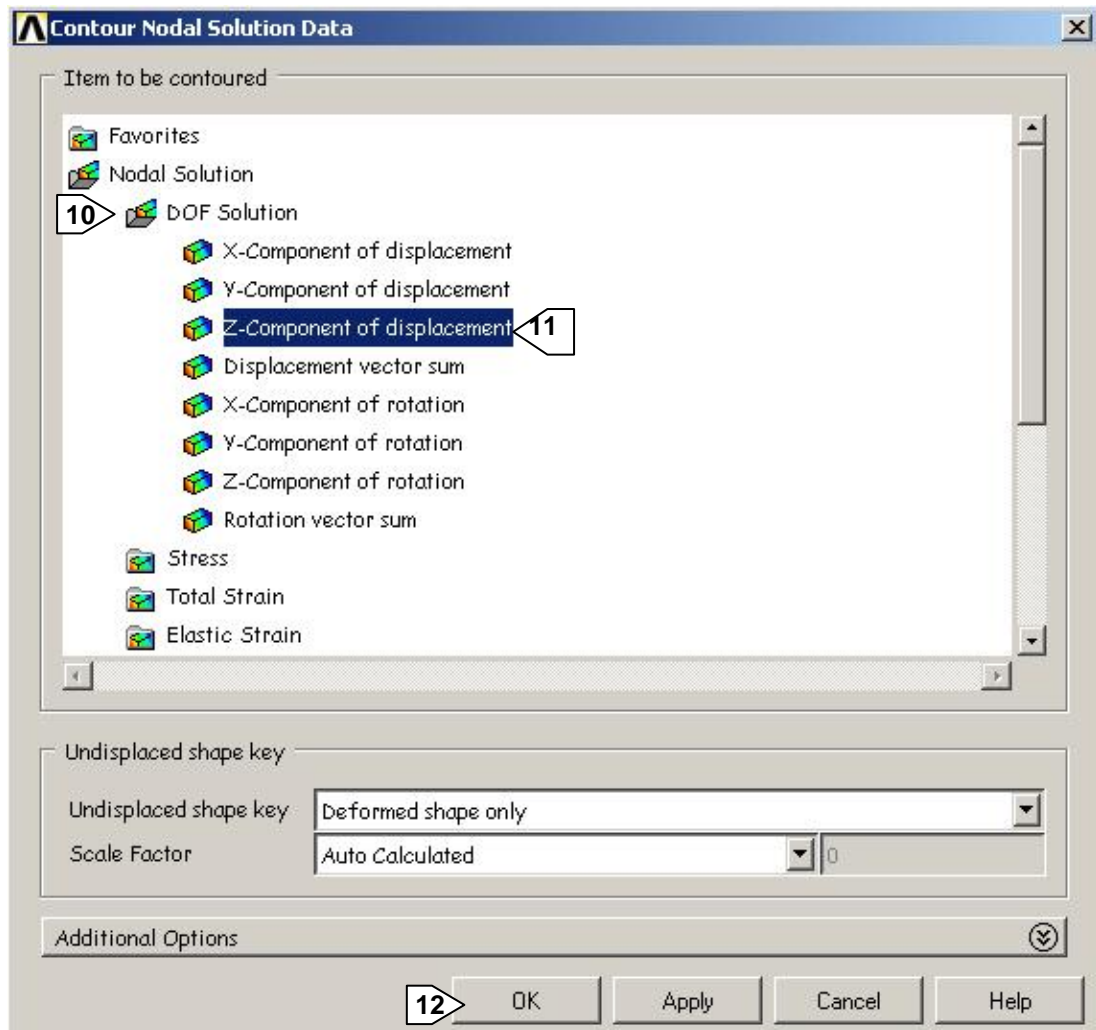 Contour Nodal Solution Data
Item to be contoured
Favorites
Nodal Solution
10 DOF Solution
X-Component of displacement
Y-Component of displacement
Z-Component of displacement 11
Displacement vector sum
X-Component of rotation
Y-Component of rotation
Z-Component of rotation
Rotation vector sum
Stress
Total Strain
Elastic Strain
Undisplaced shape key
Undisplaced shape key Deformed shape only
Scale Factor Auto Calculated 0
Additional Options
12 OK Apply Cancel Help